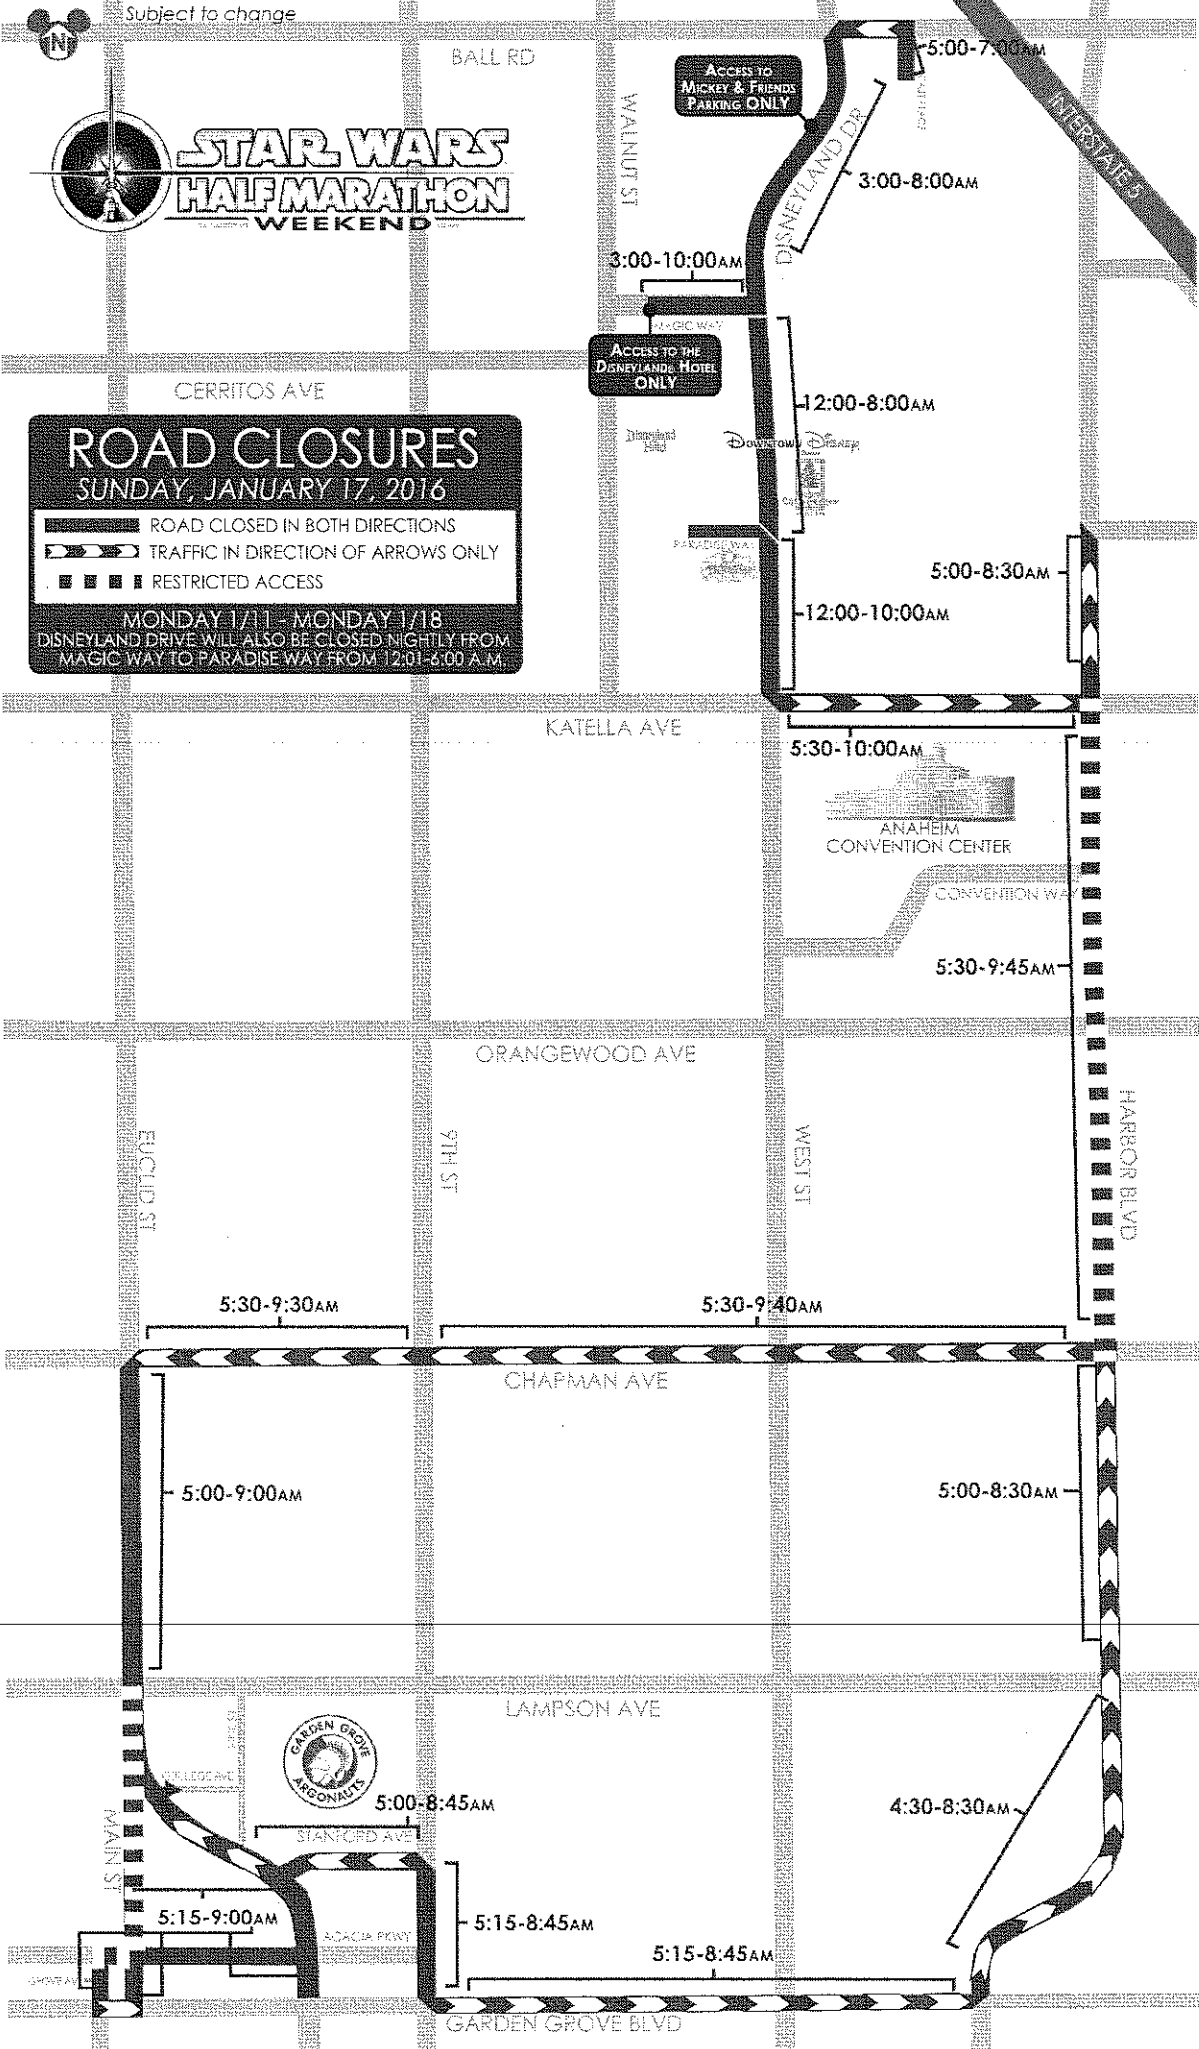 Subject to change
N
BALL RD
5:00-7:00AM
ACCESS TO
MICKEY & FRIENDS
PARKING ONLY
INTERSTATE 5
WALNUT ST
DISNEYLAND DR
3:00-8:00AM
STAR WARS
HALF MARATHON
WEEKEND
3:00-10:00AM
MAGIC WAY
ACCESS TO THE
DISNEYLAND® HOTEL
ONLY
CERRITOS AVE
12:00-8:00AM
ROAD CLOSURES
SUNDAY, JANUARY 17, 2016
ROAD CLOSED IN BOTH DIRECTIONS
TRAFFIC IN DIRECTION OF ARROWS ONLY
RESTRICTED ACCESS
MONDAY 1/11 - MONDAY 1/18
DISNEYLAND DRIVE WILL ALSO BE CLOSED NIGHTLY FROM
MAGIC WAY TO PARADISE WAY FROM 12:01-6:00 A.M.
DOWNTOWN DISNEY
PARADISE WAY
5:00-8:30AM
12:00-10:00AM
KATELLA AVE
5:30-10:00AM
ANAHEIM
CONVENTION CENTER
CONVENTION WAY
5:30-9:45AM
ORANGEWOOD AVE
EUCLID ST
9TH ST
WEST ST
HARBOR BLVD
5:30-9:30AM
5:30-9:40AM
CHAPMAN AVE
5:00-9:00AM
5:00-8:30AM
LAMPSON AVE
GARDEN GROVE
ARGONAUTS
COLLEGE AVE
5:00-8:45AM
STANFORD AVE
4:30-8:30AM
MAIN ST
5:15-9:00AM
ACACIA PKWY
5:15-8:45AM
5:15-8:45AM
GARDEN GROVE BLVD